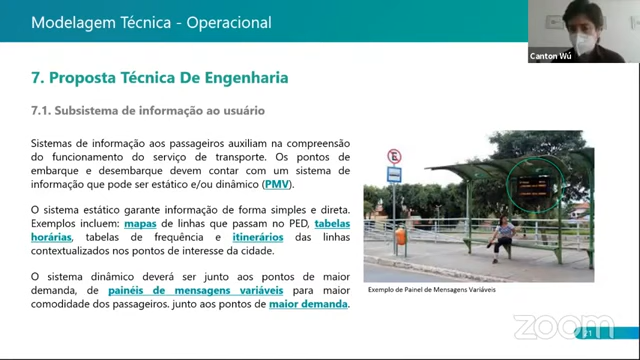 Modelagem Técnica - Operacional
Canton Wú
7. Proposta Técnica De Engenharia
7.1. Subsistema de informação ao usuário
Sistemas de informação aos passageiros auxiliam na compreensão
do funcionamento do serviço de transporte. Os pontos de
embarque e desembarque devem contar com um sistema de
informação que pode ser estático e/ou dinâmico (PMV).
O sistema estático garante informação de forma simples e direta.
Exemplos incluem: mapas de linhas que passam no PED, tabelas
horárias, tabelas de frequência e itinerários das linhas
contextualizados nos pontos de interesse da cidade.
O sistema dinâmico deverá ser junto aos pontos de maior
demanda, de painéis de mensagens variáveis para maior
comodidade dos passageiros. junto aos pontos de maior demanda.
Exemplo de Painel de Mensagens Variáveis
zoom
21